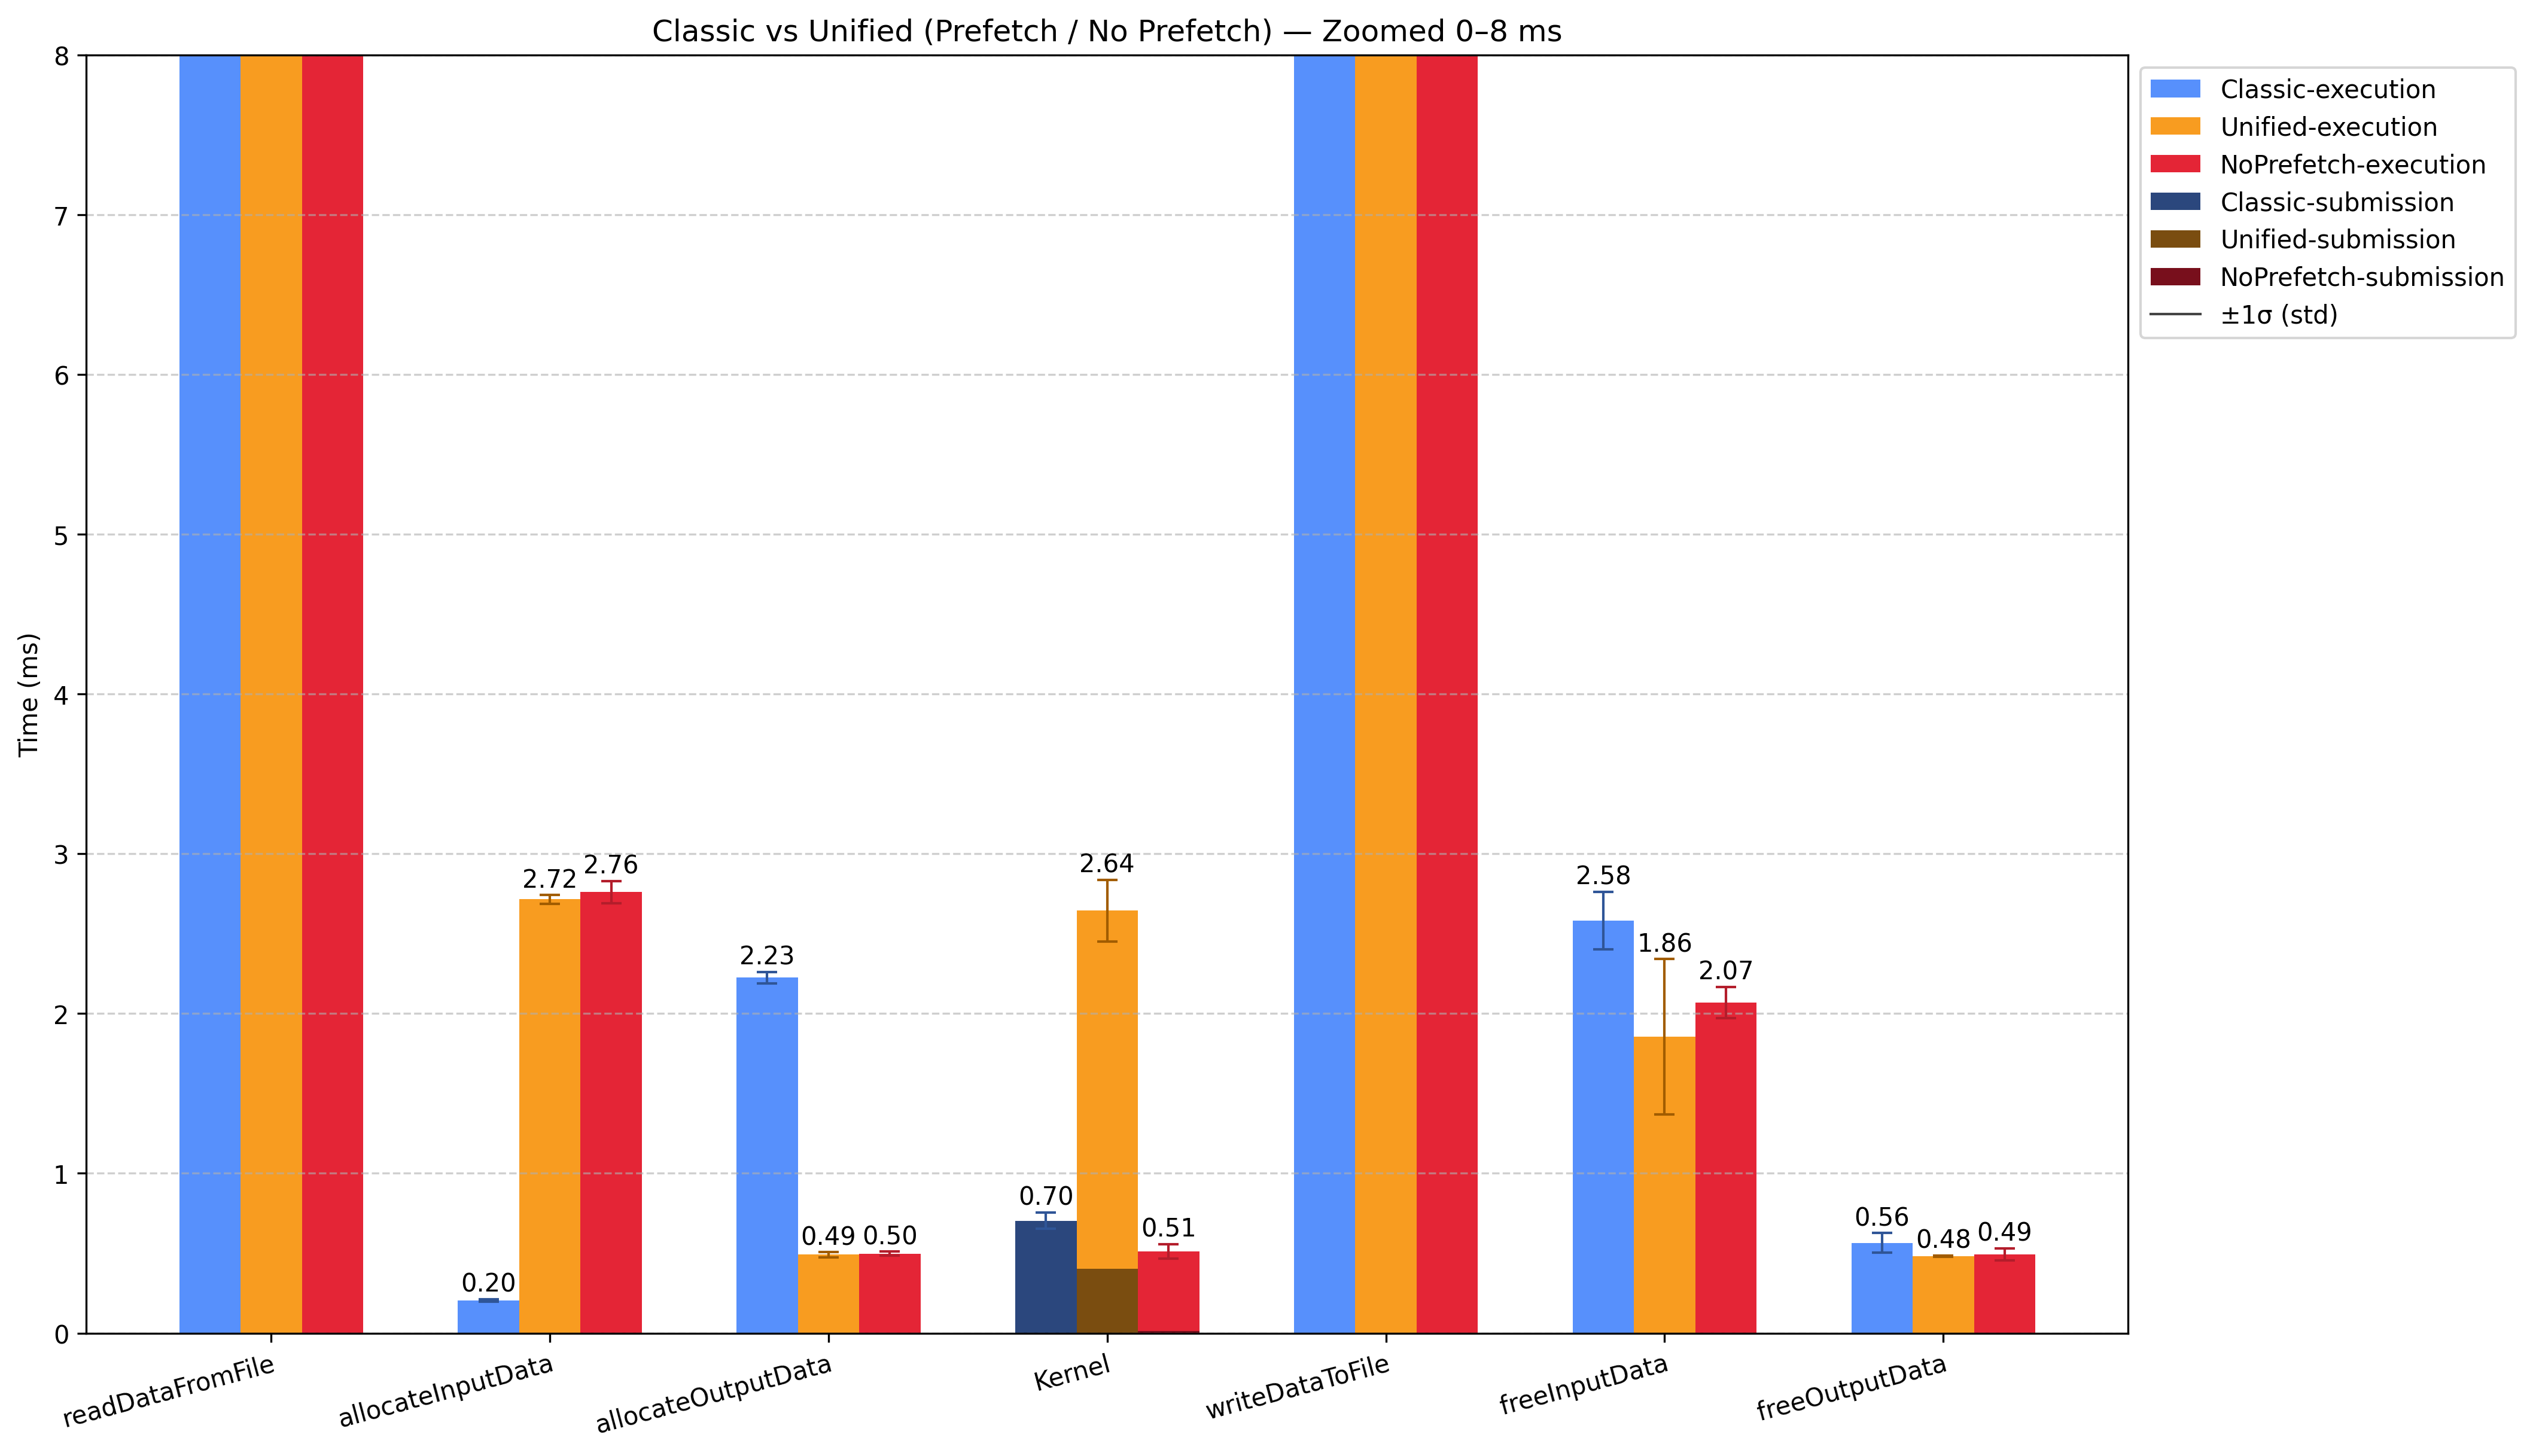 Classic vs Unified (Prefetch / No Prefetch) — Zoomed 0–8 ms
Classic-execution
Unified-execution
NoPrefetch-execution
Classic-submission
Unified-submission
NoPrefetch-submission
±1σ (std)
Time (ms)
8
7
6
5
4
3
2
1
0
0.20
2.72
2.76
2.23
0.49
0.50
0.70
2.64
0.51
2.58
1.86
2.07
0.56
0.48
0.49
readDataFromFile
allocateInputData
allocateOutputData
Kernel
writeDataToFile
freeInputData
freeOutputData